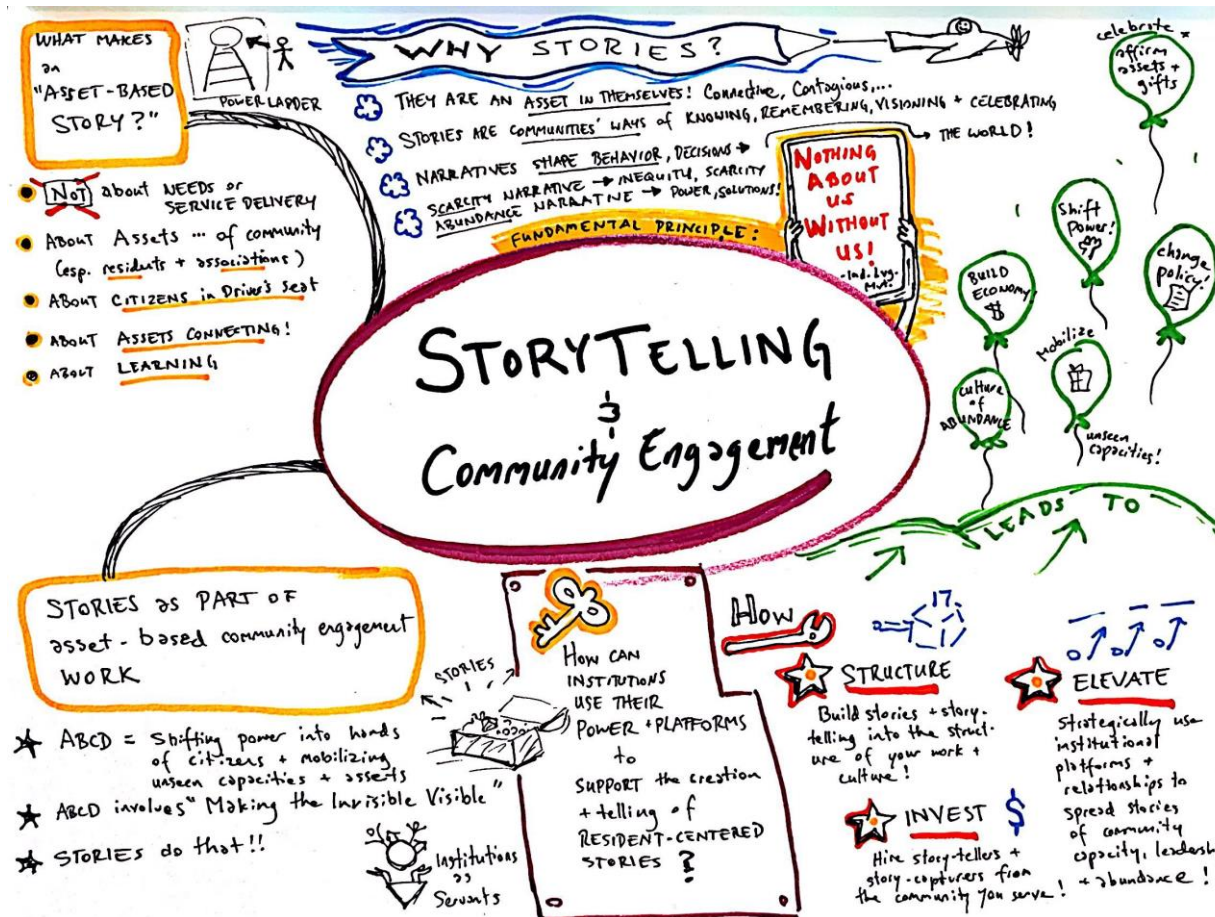 WHAT MAKES
an
"ASSET-BASED
STORY?"
POWER LADDER
NOT about NEEDS or
SERVICE DELIVERY
ABOUT Assets ... of community
(esp. residents + associations)
ABOUT CITIZENS in Driver's Seat
ABOUT ASSETS CONNECTING!
ABOUT LEARNING
WHY STORIES?
THEY ARE AN ASSET IN THEMSELVES! Connective, Contagious,...
STORIES ARE COMMUNITIES' WAYS of KNOWING, REMEMBERING, VISIONING + CELEBRATING
NARRATIVES SHAPE BEHAVIOR, DECISIONS → THE WORLD!
SCARCITY NARRATIVE → INEQUITY, SCARCITY
ABUNDANCE NARRATIVE → POWER, SOLUTIONS!
FUNDAMENTAL PRINCIPLE:
NOTHING
ABOUT
US
WITHOUT
US!
-Ind. Lvg.
Mvt.
celebrate +
affirm
assets +
gifts
Shift
Power!
change
policy!
BUILD
ECONOMY!
$
Mobilize
unseen
capacities!
culture
of
ABUNDANCE
LEADS TO
STORYTELLING
&
Community Engagement
STORIES as PART OF
asset-based community engagement
WORK
ABCD = Shifting power into hands
of citizens + mobilizing
unseen capacities + asserts
ABCD involves "Making the Invisible Visible"
STORIES do that!!
STORIES
Institutions
as
Servants
HOW CAN
INSTITUTIONS
USE THEIR
POWER + PLATFORMS
to
SUPPORT the creation
+ telling of
RESIDENT-CENTERED
STORIES?
How
17
STRUCTURE
Build stories + story-
telling into the struct-
ure of your work +
culture!
INVEST $
Hire story-tellers +
story-capturers from
the community you serve!
ELEVATE
Strategically use
institutional
platforms +
relationships to
spread stories
of community
capacity, leadersh
+ abundance!